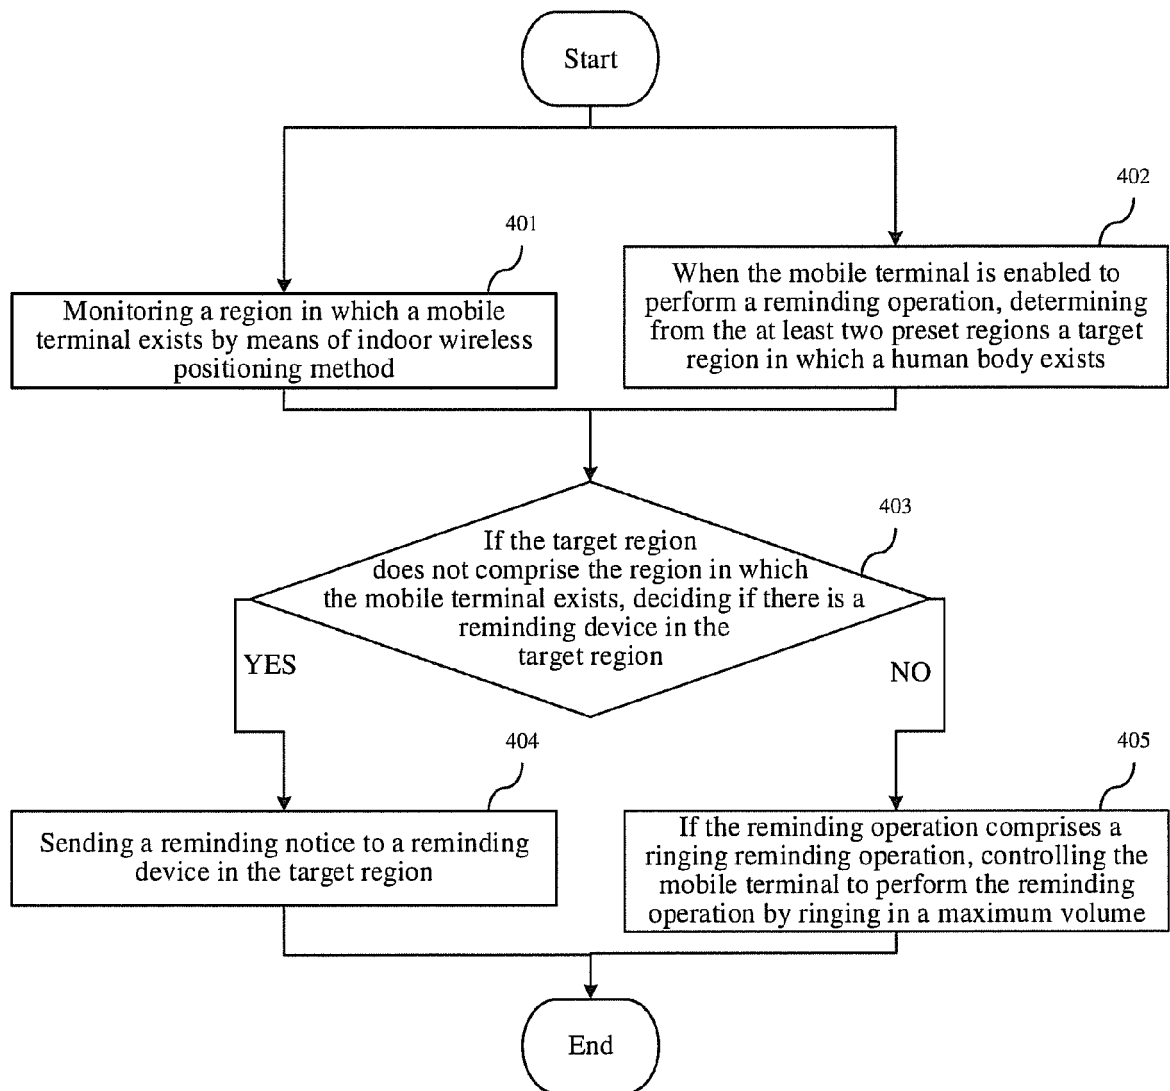 Start
402
401
When the mobile terminal is enabled to
perform a reminding operation, determining
from the at least two preset regions a target
region in which a human body exists
Monitoring a region in which a mobile
terminal exists by means of indoor wireless
positioning method
403
If the target region
does not comprise the region in which
the mobile terminal exists, deciding if there is a
reminding device in the
target region
YES
NO
404
405
Sending a reminding notice to a reminding
device in the target region
If the reminding operation comprises a
ringing reminding operation, controlling the
mobile terminal to perform the reminding
operation by ringing in a maximum volume
End